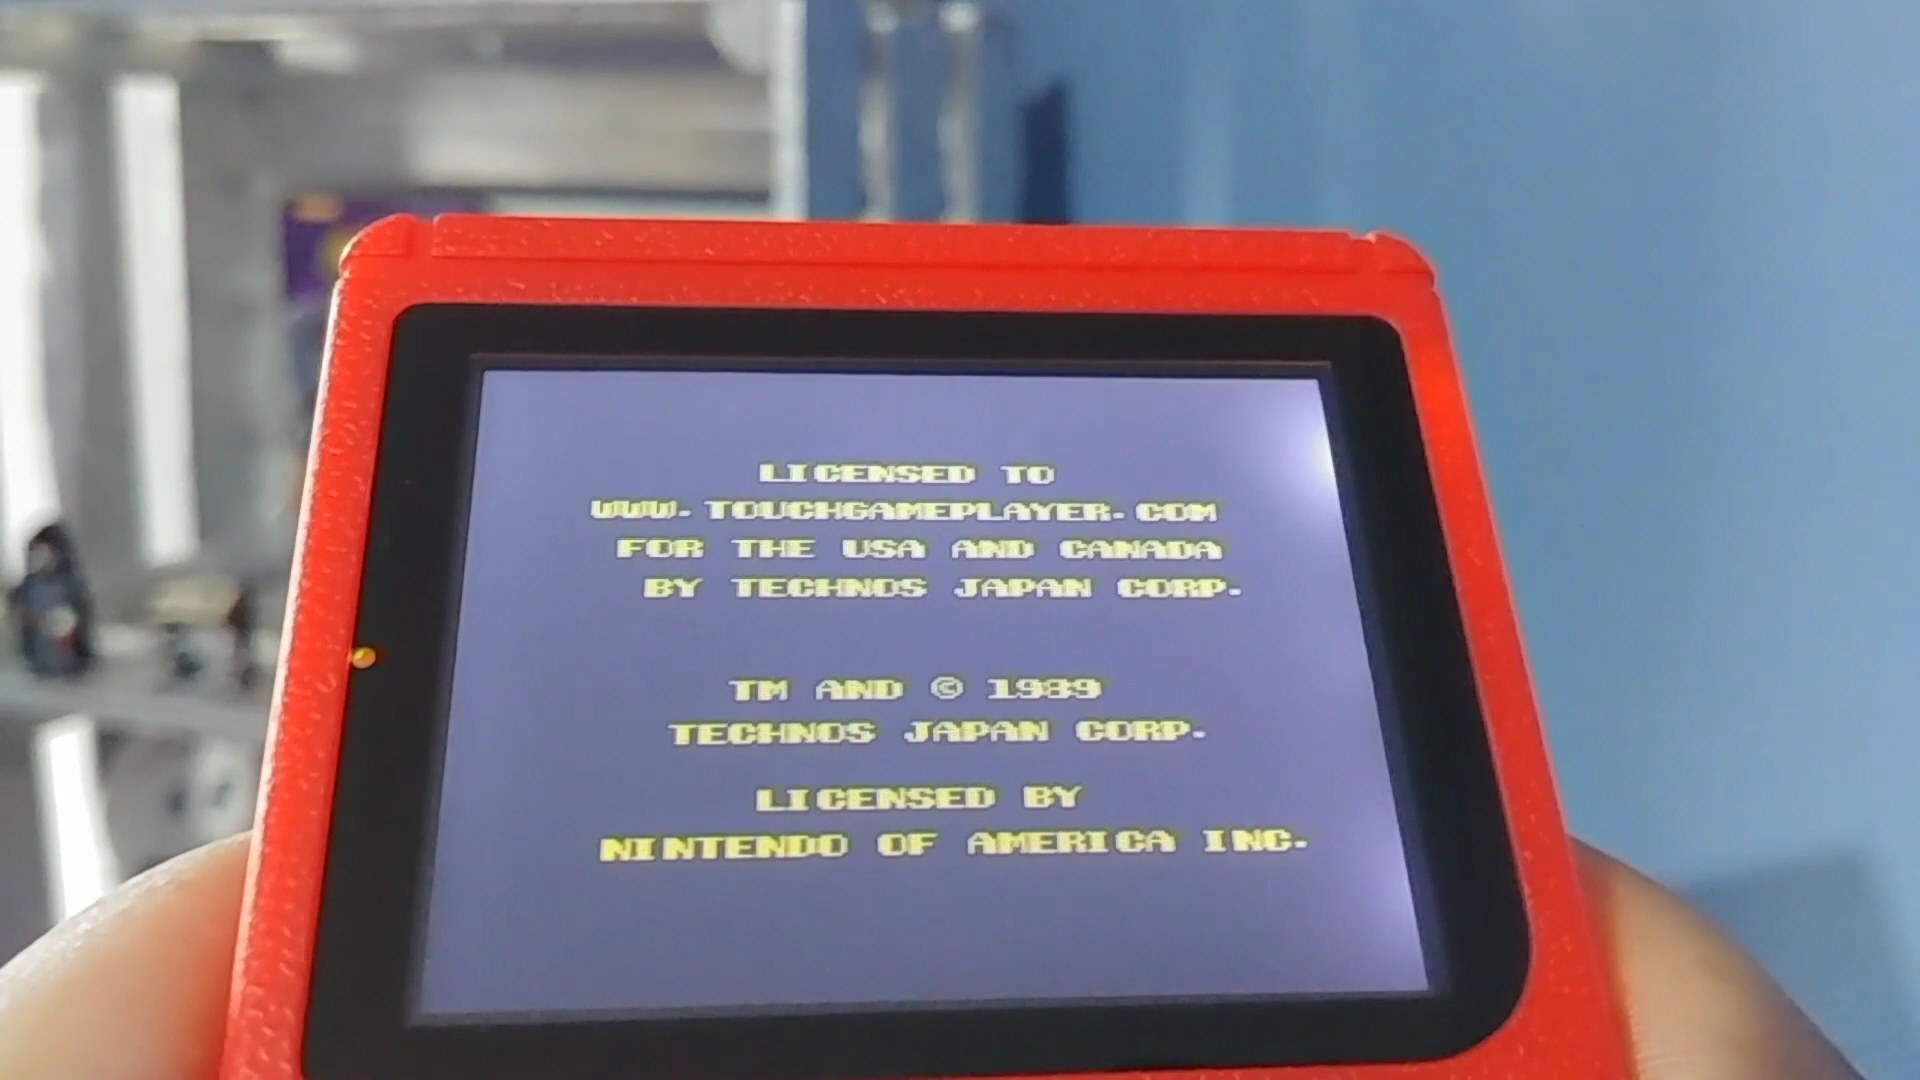 LICENSED TO
WWW.TOUCHGAMEPLAYER.COM
FOR THE USA AND CANADA
BY TECHNOS JAPAN CORP.
TM AND © 1989
TECHNOS JAPAN CORP.
LICENSED BY
NINTENDO OF AMERICA INC.